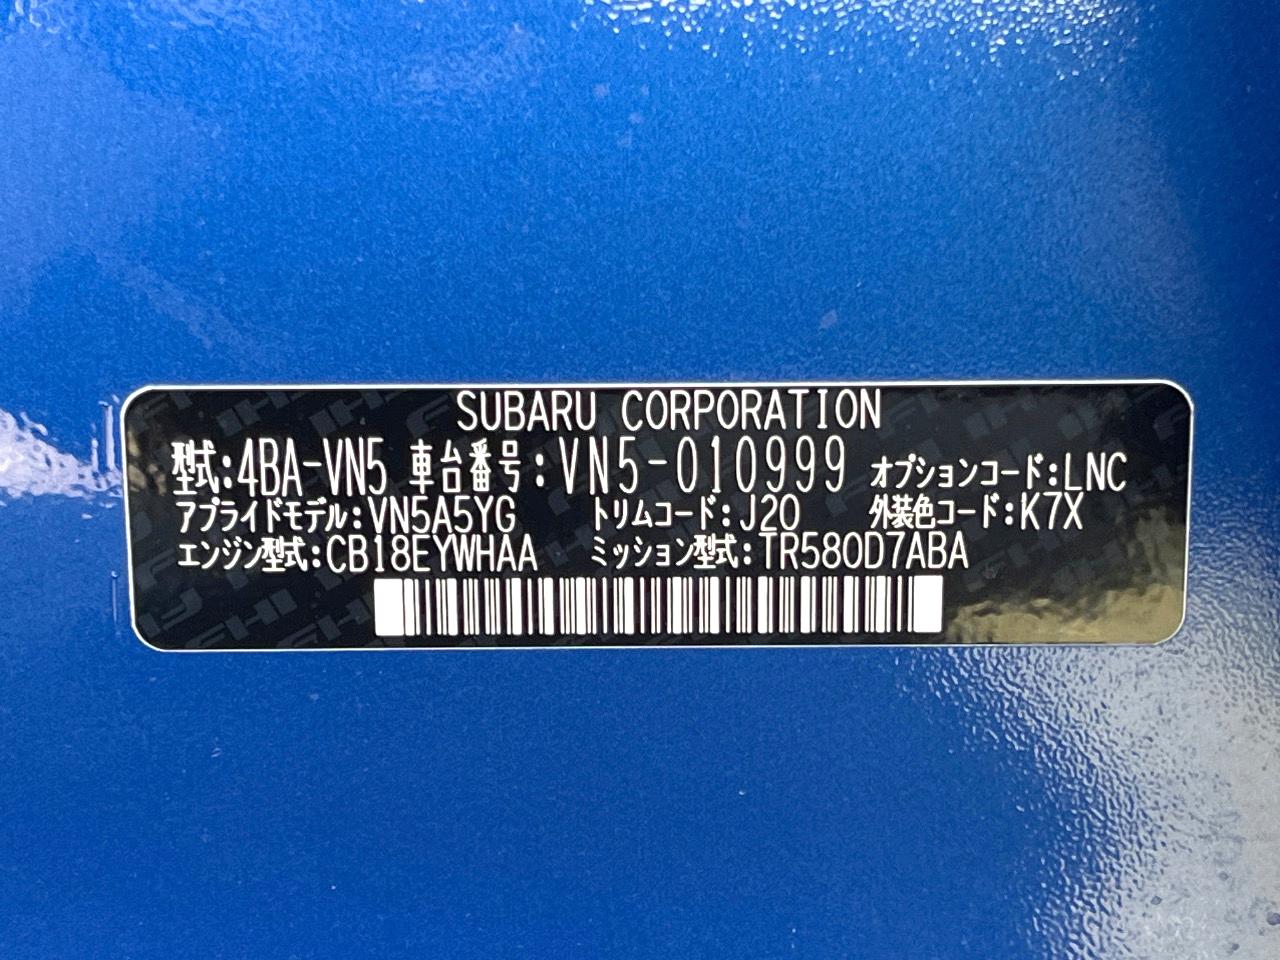 SUBARU CORPORATION
型式:4BA-VN5 車台番号:VN5-010999 オプションコード:LNC
アプライドモデル:VN5A5YG トリムコード:J20 外装色コード:K7X
エンジン型式:CB18EYWHAA ミッション型式:TR580D7ABA